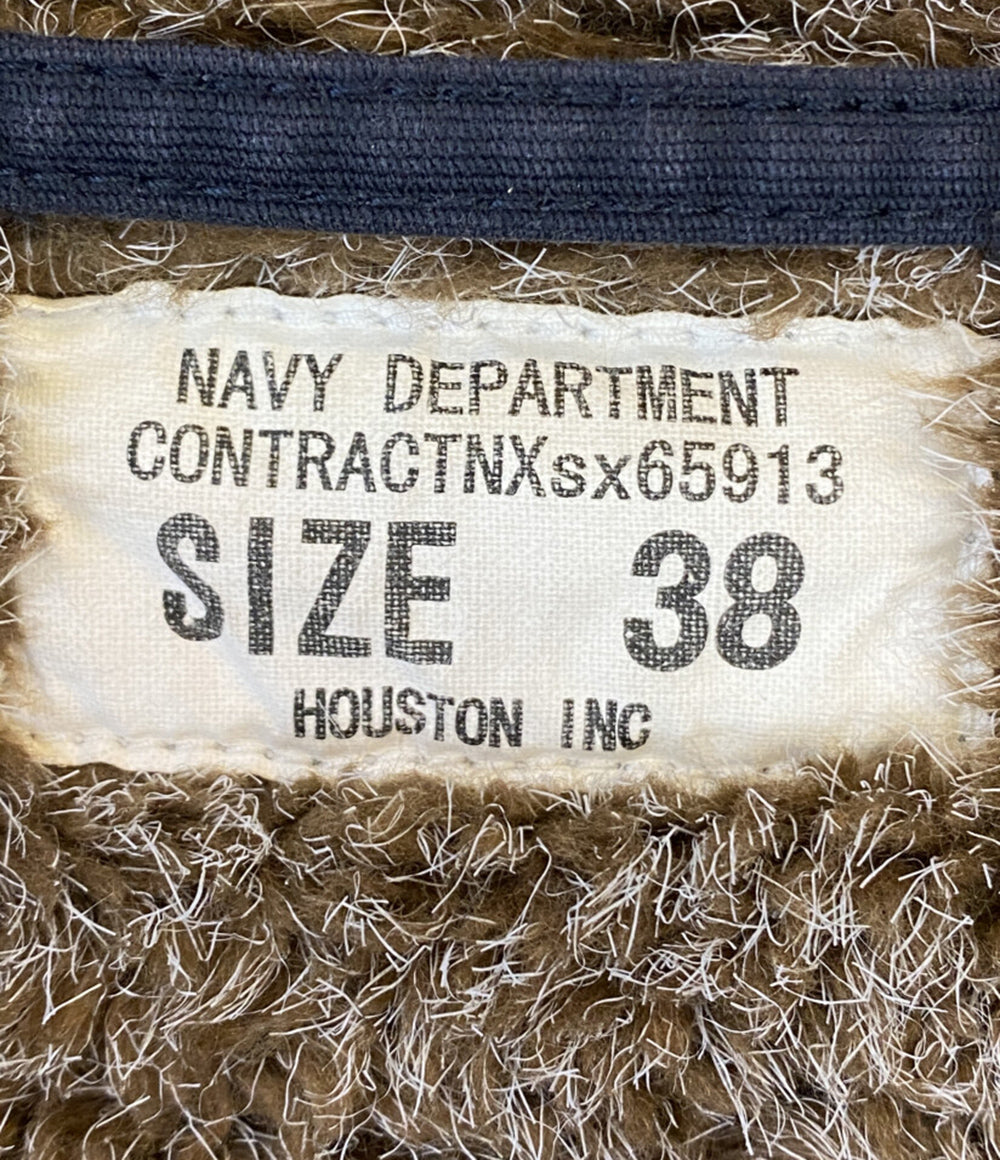 NAVY DEPARTMENT
CONTRACTNXsx65913
SIZE 38
HOUSTON INC